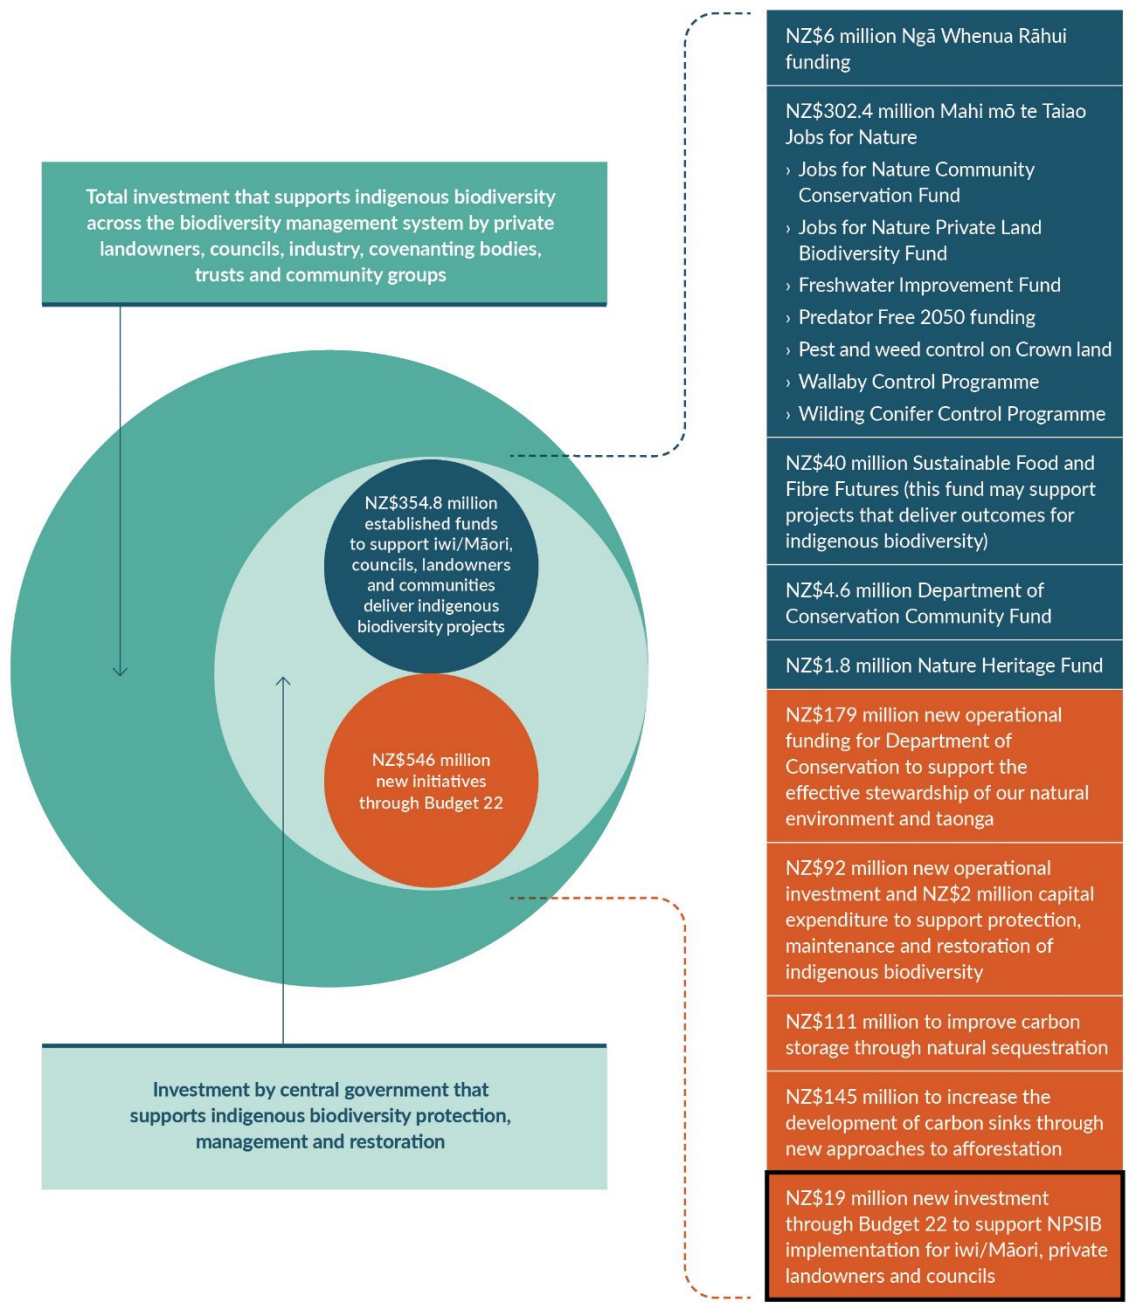 Total investment that supports indigenous biodiversity
across the biodiversity management system by private
landowners, councils, industry, covenanting bodies,
trusts and community groups
NZ$354.8 million
established funds
to support iwi/Māori,
councils, landowners
and communities
deliver indigenous
biodiversity projects
NZ$546 million
new initiatives
through Budget 22
Investment by central government that
supports indigenous biodiversity protection,
management and restoration
NZ$6 million Ngā Whenua Rāhui
funding
NZ$302.4 million Mahi mō te Taiao
Jobs for Nature
› Jobs for Nature Community
Conservation Fund
› Jobs for Nature Private Land
Biodiversity Fund
› Freshwater Improvement Fund
› Predator Free 2050 funding
› Pest and weed control on Crown land
› Wallaby Control Programme
› Wilding Conifer Control Programme
NZ$40 million Sustainable Food and
Fibre Futures (this fund may support
projects that deliver outcomes for
indigenous biodiversity)
NZ$4.6 million Department of
Conservation Community Fund
NZ$1.8 million Nature Heritage Fund
NZ$179 million new operational
funding for Department of
Conservation to support the
effective stewardship of our natural
environment and taonga
NZ$92 million new operational
investment and NZ$2 million capital
expenditure to support protection,
maintenance and restoration of
indigenous biodiversity
NZ$111 million to improve carbon
storage through natural sequestration
NZ$145 million to increase the
development of carbon sinks through
new approaches to afforestation
NZ$19 million new investment
through Budget 22 to support NPSIB
implementation for iwi/Māori, private
landowners and councils